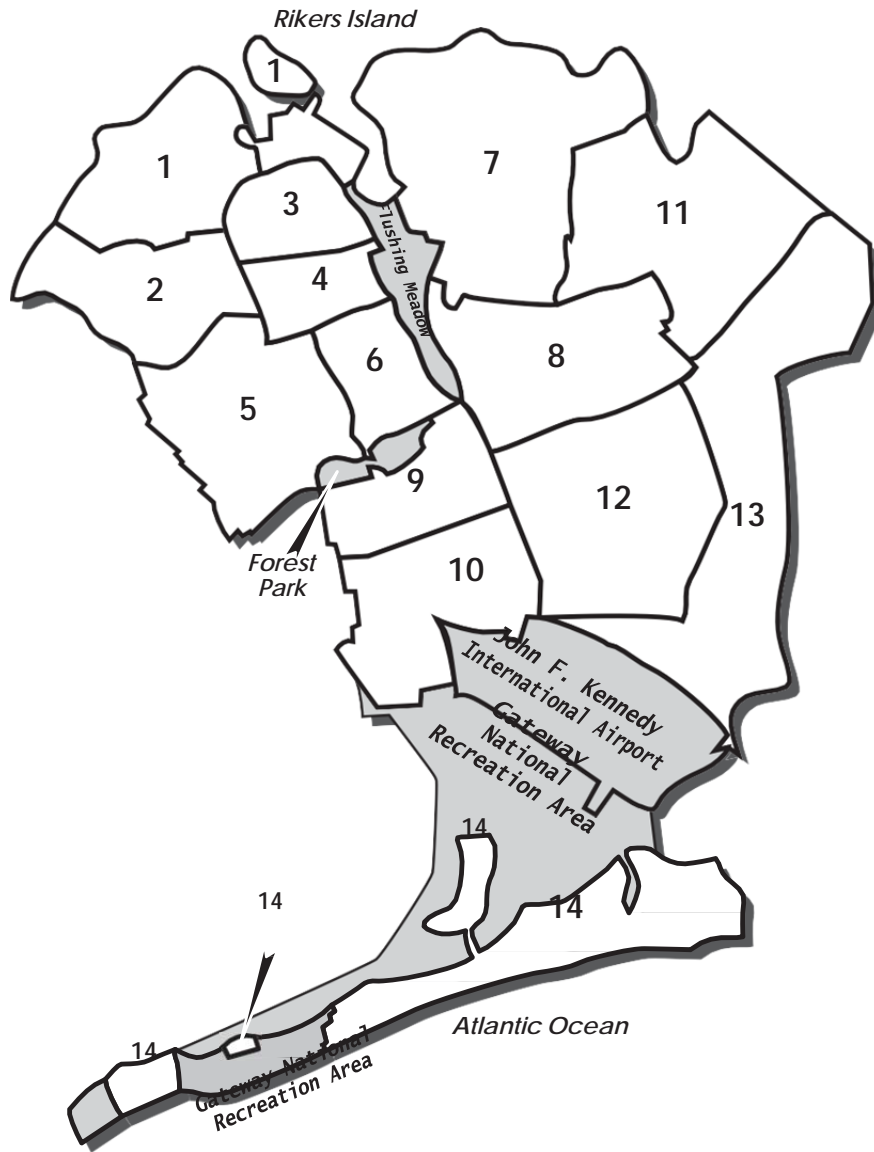 Rikers Island
1
1
7
3
11
Flushing Meadow
2
4
8
6
5
9
12
13
Forest
Park
10
John F. Kennedy
International Airport
Gateway
National
Recreation Area
14
14
14
Atlantic Ocean
14
Gateway National
Recreation Area